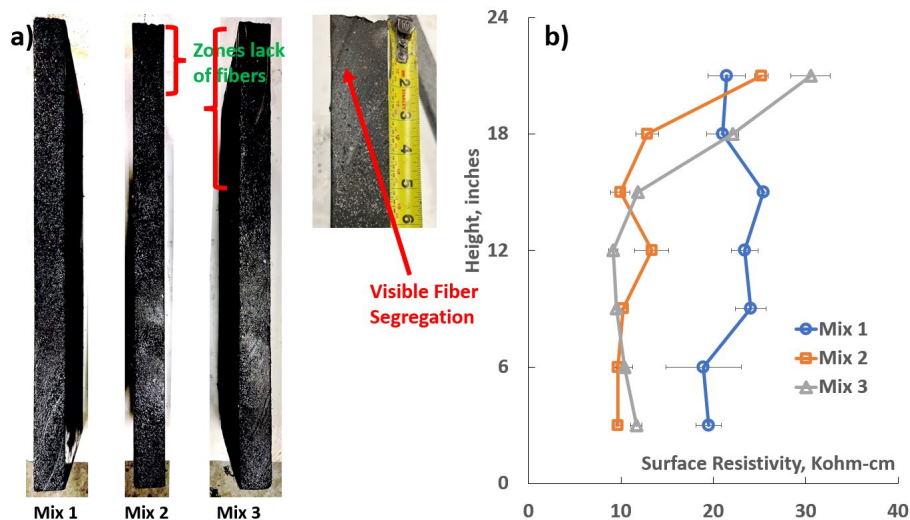 a)
Zones lack
of fibers
2
3
4
5
6
Visible Fiber
Segregation
Mix 1
Mix 2
Mix 3
b)
24
18
12
6
0
Height, inches
Mix 1
Mix 2
Mix 3
Surface Resistivity, Kohm-cm
0
10
20
30
40